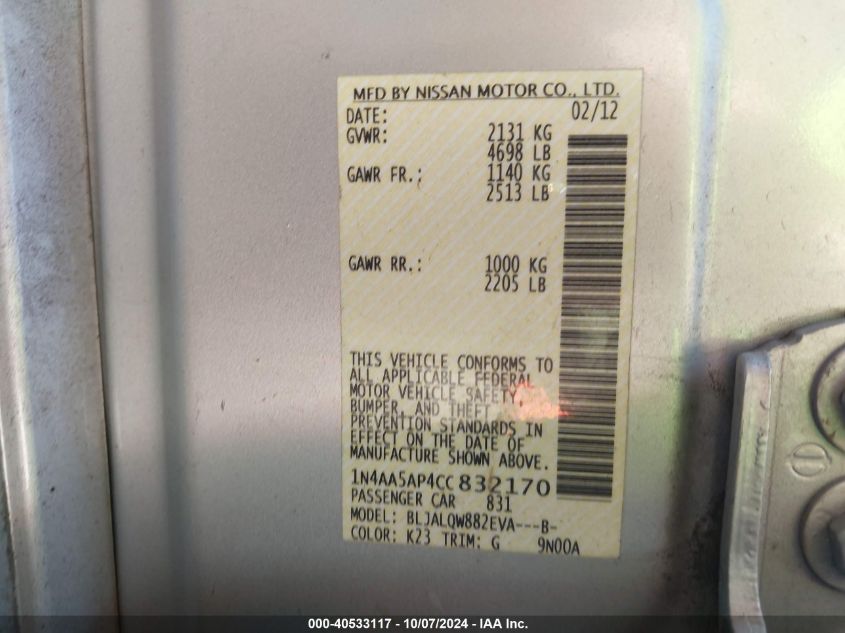 MFD BY NISSAN MOTOR CO., LTD.
DATE: 02/12
GVWR: 2131 KG
4698 LB
GAWR FR.: 1140 KG
2513 LB
GAWR RR.: 1000 KG
2205 LB
THIS VEHICLE CONFORMS TO
ALL APPLICABLE FEDERAL
MOTOR VEHICLE SAFETY,
BUMPER, AND THEFT
PREVENTION STANDARDS IN
EFFECT ON THE DATE OF
MANUFACTURE SHOWN ABOVE.
1N4AA5AP4CC832170
PASSENGER CAR 831
MODEL: BLJALQW882EVA---B-
COLOR: K23 TRIM: G 9N00A
000-40533117 - 10/07/2024 - IAA Inc.